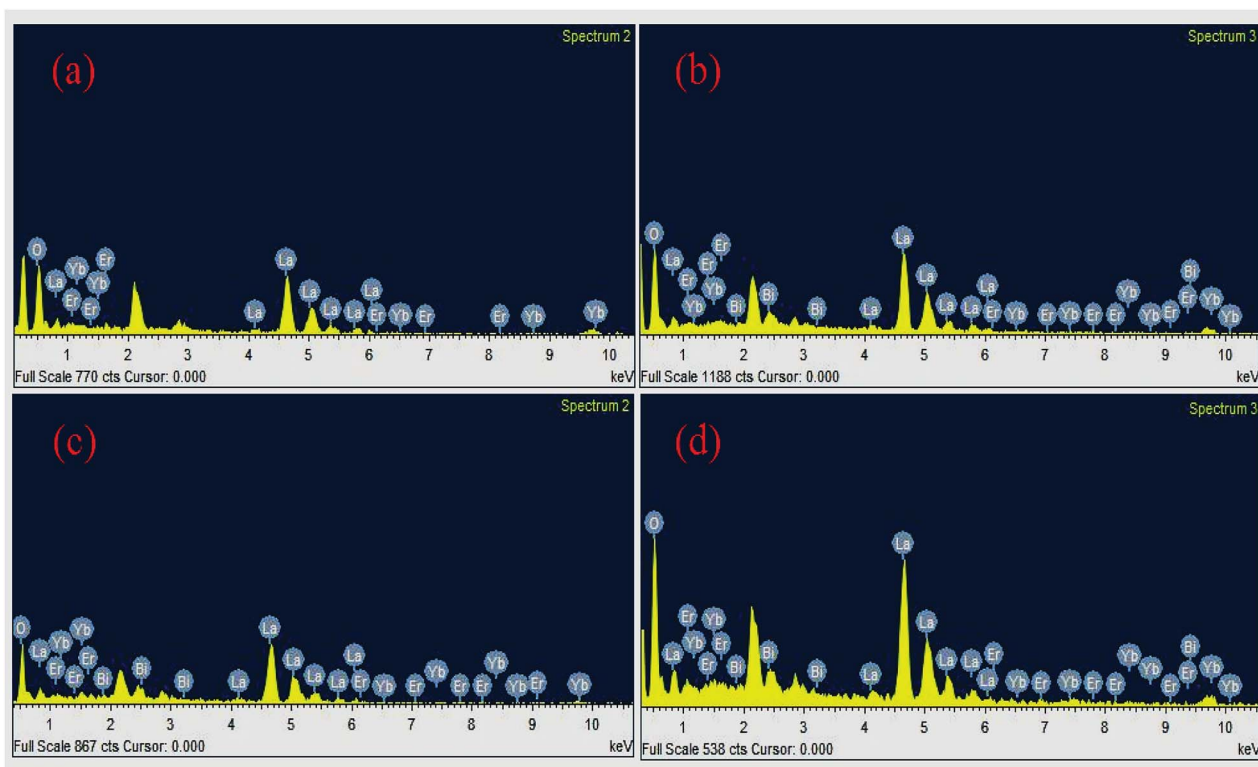 Spectrum 2
(a)
O La Yb Er Yb Er Er La La La La La La Er Yb Er Er Yb Yb
1 2 3 4 5 6 7 8 9 10
Full Scale 770 cts Cursor: 0.000 keV
Spectrum 3
(b)
O La Er Yb Er Yb Er Bi Bi Bi La La La La La La Er Yb Er Yb Er Er Yb Yb Er Bi Er Yb Yb
1 2 3 4 5 6 7 8 9 10
Full Scale 1188 cts Cursor: 0.000 keV
Spectrum 2
(c)
O La Yb Er Er Yb Er Bi Bi Bi La La La La La La Er Yb Er Yb Er Er Yb Yb Er Yb
1 2 3 4 5 6 7 8 9 10
Full Scale 867 cts Cursor: 0.000 keV
Spectrum 3
(d)
O La Er Yb Yb Er Er Bi Bi Bi La La La La La Er La Yb Er Yb Er Er Yb Yb Er Bi Er Yb Yb
1 2 3 4 5 6 7 8 9 10
Full Scale 538 cts Cursor: 0.000 keV